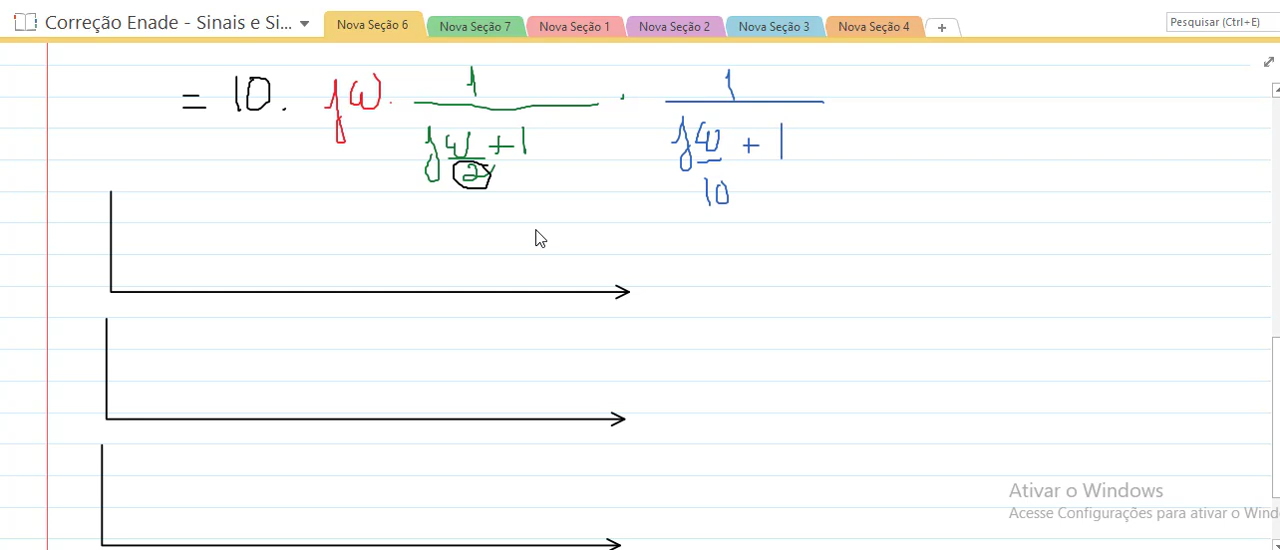 Correção Enade - Sinais e Si...
Nova Seção 6
Nova Seção 7
Nova Seção 1
Nova Seção 2
Nova Seção 3
Nova Seção 4
+
Pesquisar (Ctrl+E)
= 10. jω. 1 . 1
jω + 1 jω + 1
2 10
Ativar o Windows
Acesse Configurações para ativar o Wind